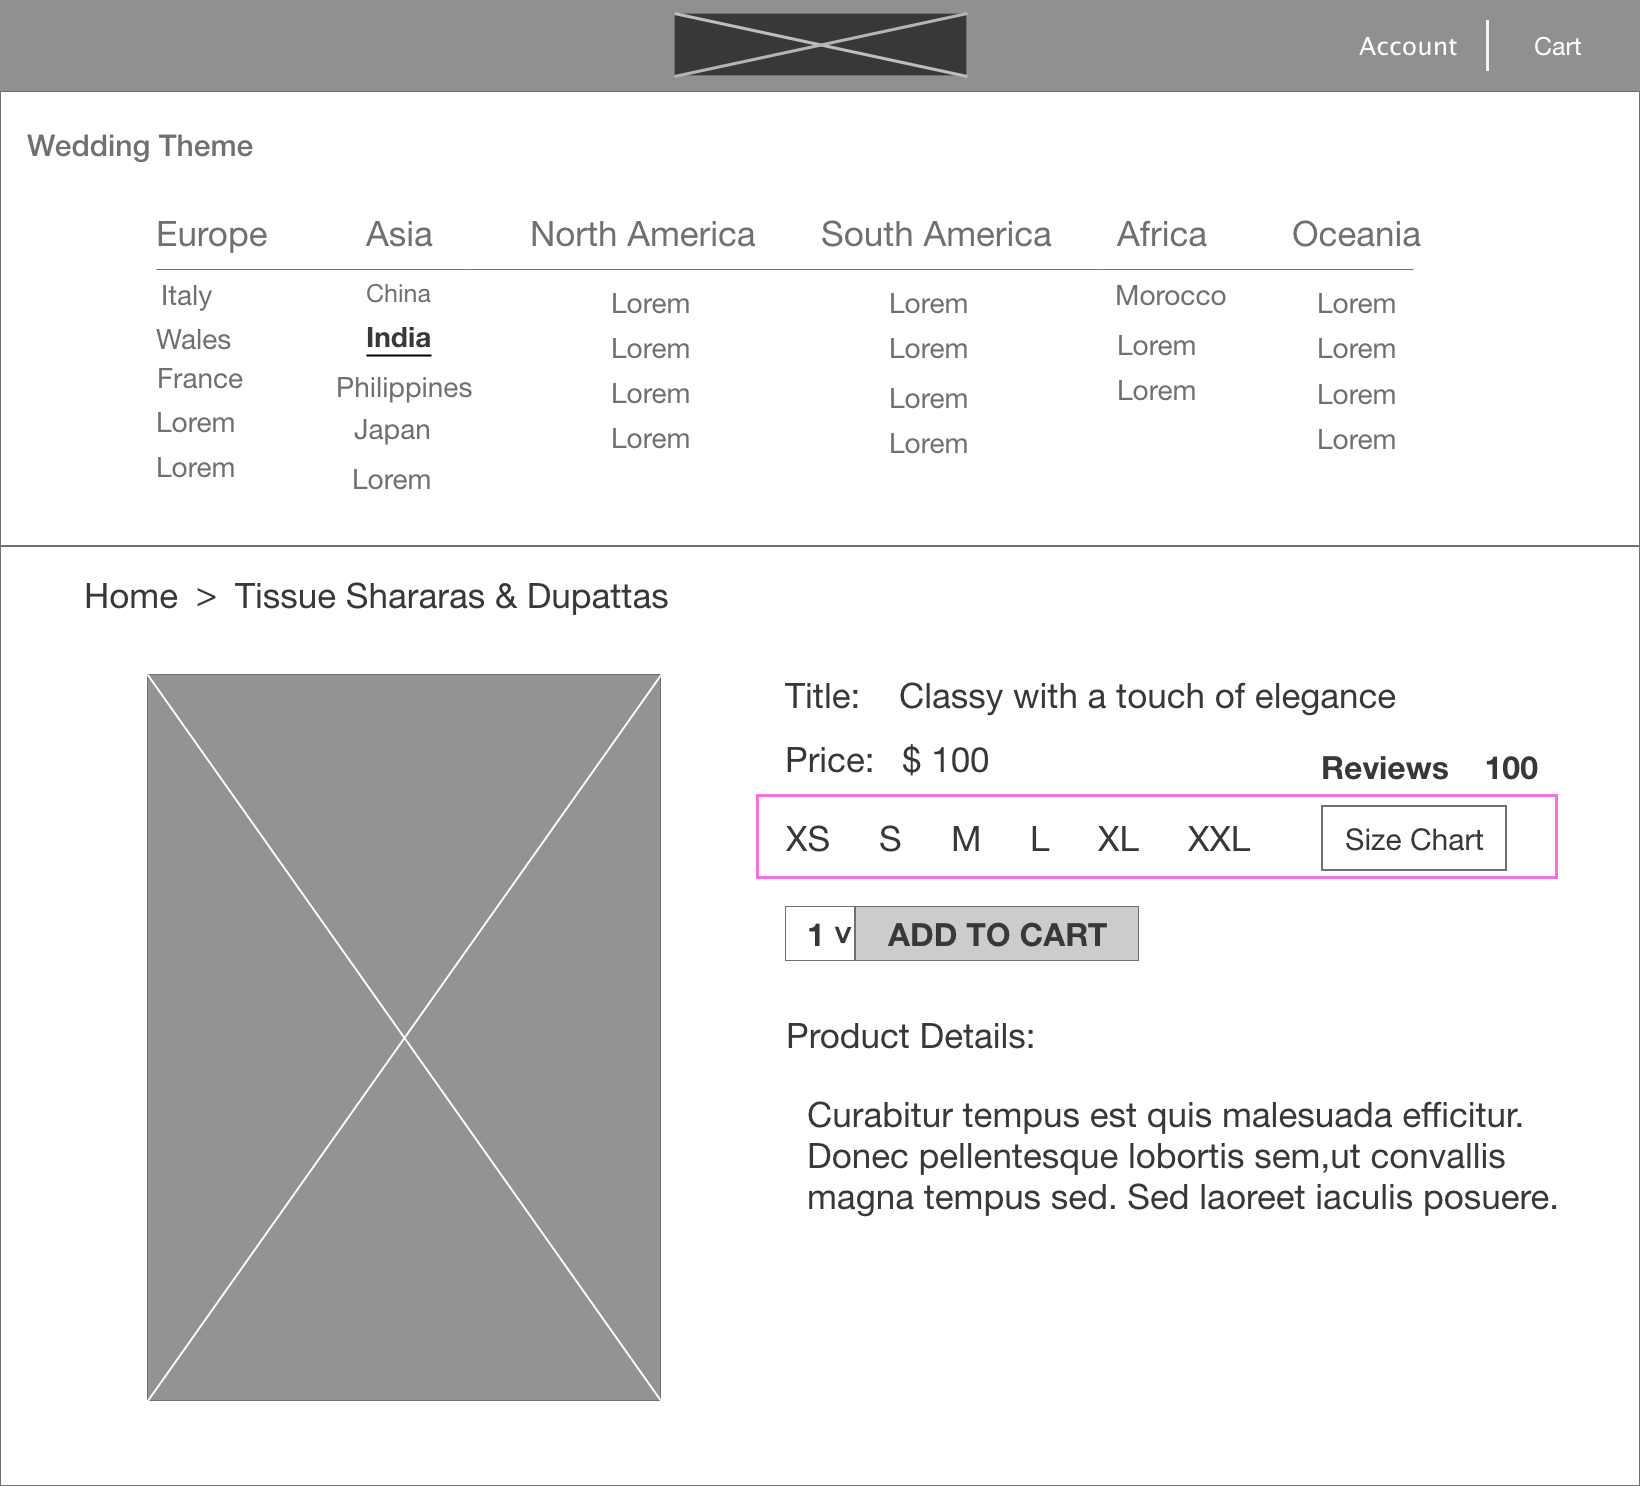 Account Cart
Wedding Theme
Europe Asia North America South America Africa Oceania
Italy China Lorem Lorem Morocco Lorem
Wales India Lorem Lorem Lorem Lorem
France Philippines Lorem Lorem Lorem Lorem
Lorem Japan Lorem Lorem Lorem
Lorem Lorem
Home > Tissue Shararas & Dupattas
Title: Classy with a touch of elegance
Price: $ 100
Reviews 100
XS S M L XL XXL Size Chart
1 v ADD TO CART
Product Details:
Curabitur tempus est quis malesuada efficitur.
Donec pellentesque lobortis sem,ut convallis
magna tempus sed. Sed laoreet iaculis posuere.